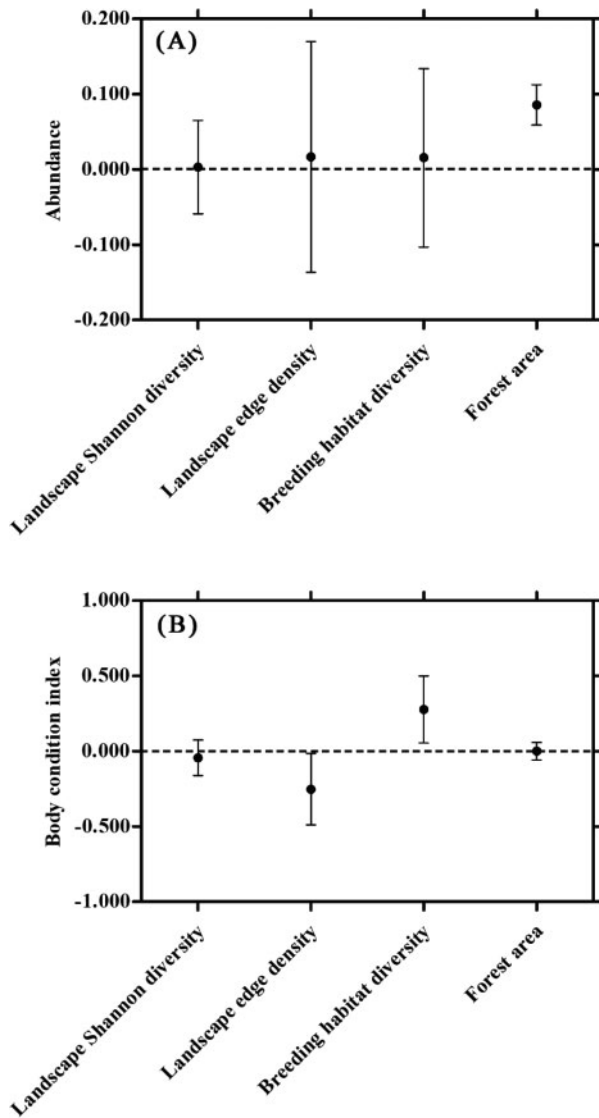 (A)
0.200
0.100
0.000
-0.100
-0.200
Abundance
Landscape Shannon diversity
Landscape edge density
Breeding habitat diversity
Forest area
(B)
1.000
0.500
0.000
-0.500
-1.000
Body condition index
Landscape Shannon diversity
Landscape edge density
Breeding habitat diversity
Forest area